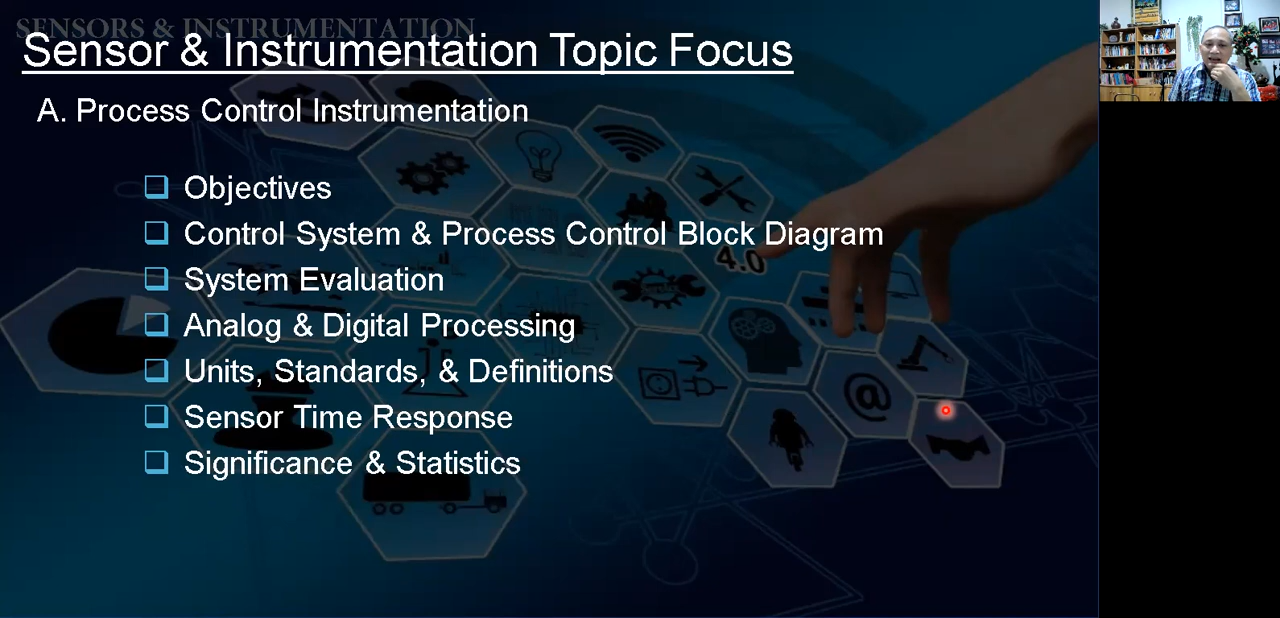 SENSORS & INSTRUMENTATION
Sensor & Instrumentation Topic Focus
A. Process Control Instrumentation
Objectives
Control System & Process Control Block Diagram
4.0
System Evaluation
Service
Analog & Digital Processing
Units, Standards, & Definitions
@
Sensor Time Response
Significance & Statistics